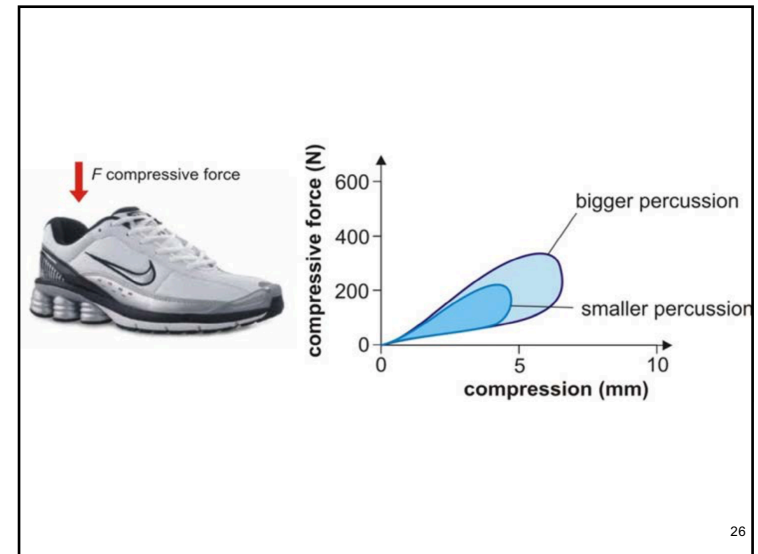 F compressive force
compressive force (N)
600
400
200
0
bigger percussion
smaller percussion
0
5
10
compression (mm)
26